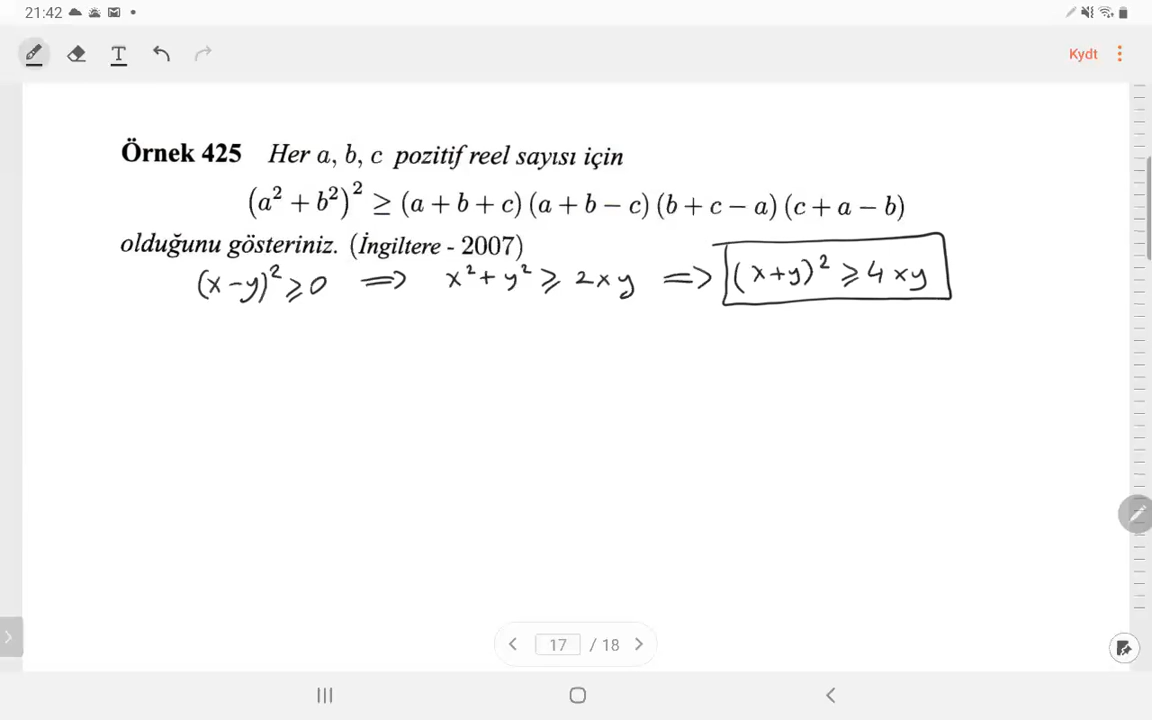 21:42
Kydt
Örnek 425 Her a, b, c pozitif reel sayısı için
(a² + b²)² ≥ (a + b + c) (a + b − c) (b + c − a) (c + a − b)
olduğunu gösteriniz. (İngiltere - 2007)
(x-y)² ≥ 0 ⇒ x² + y² ≥ 2xy ⇒ (x+y)² ≥ 4xy
17 / 18